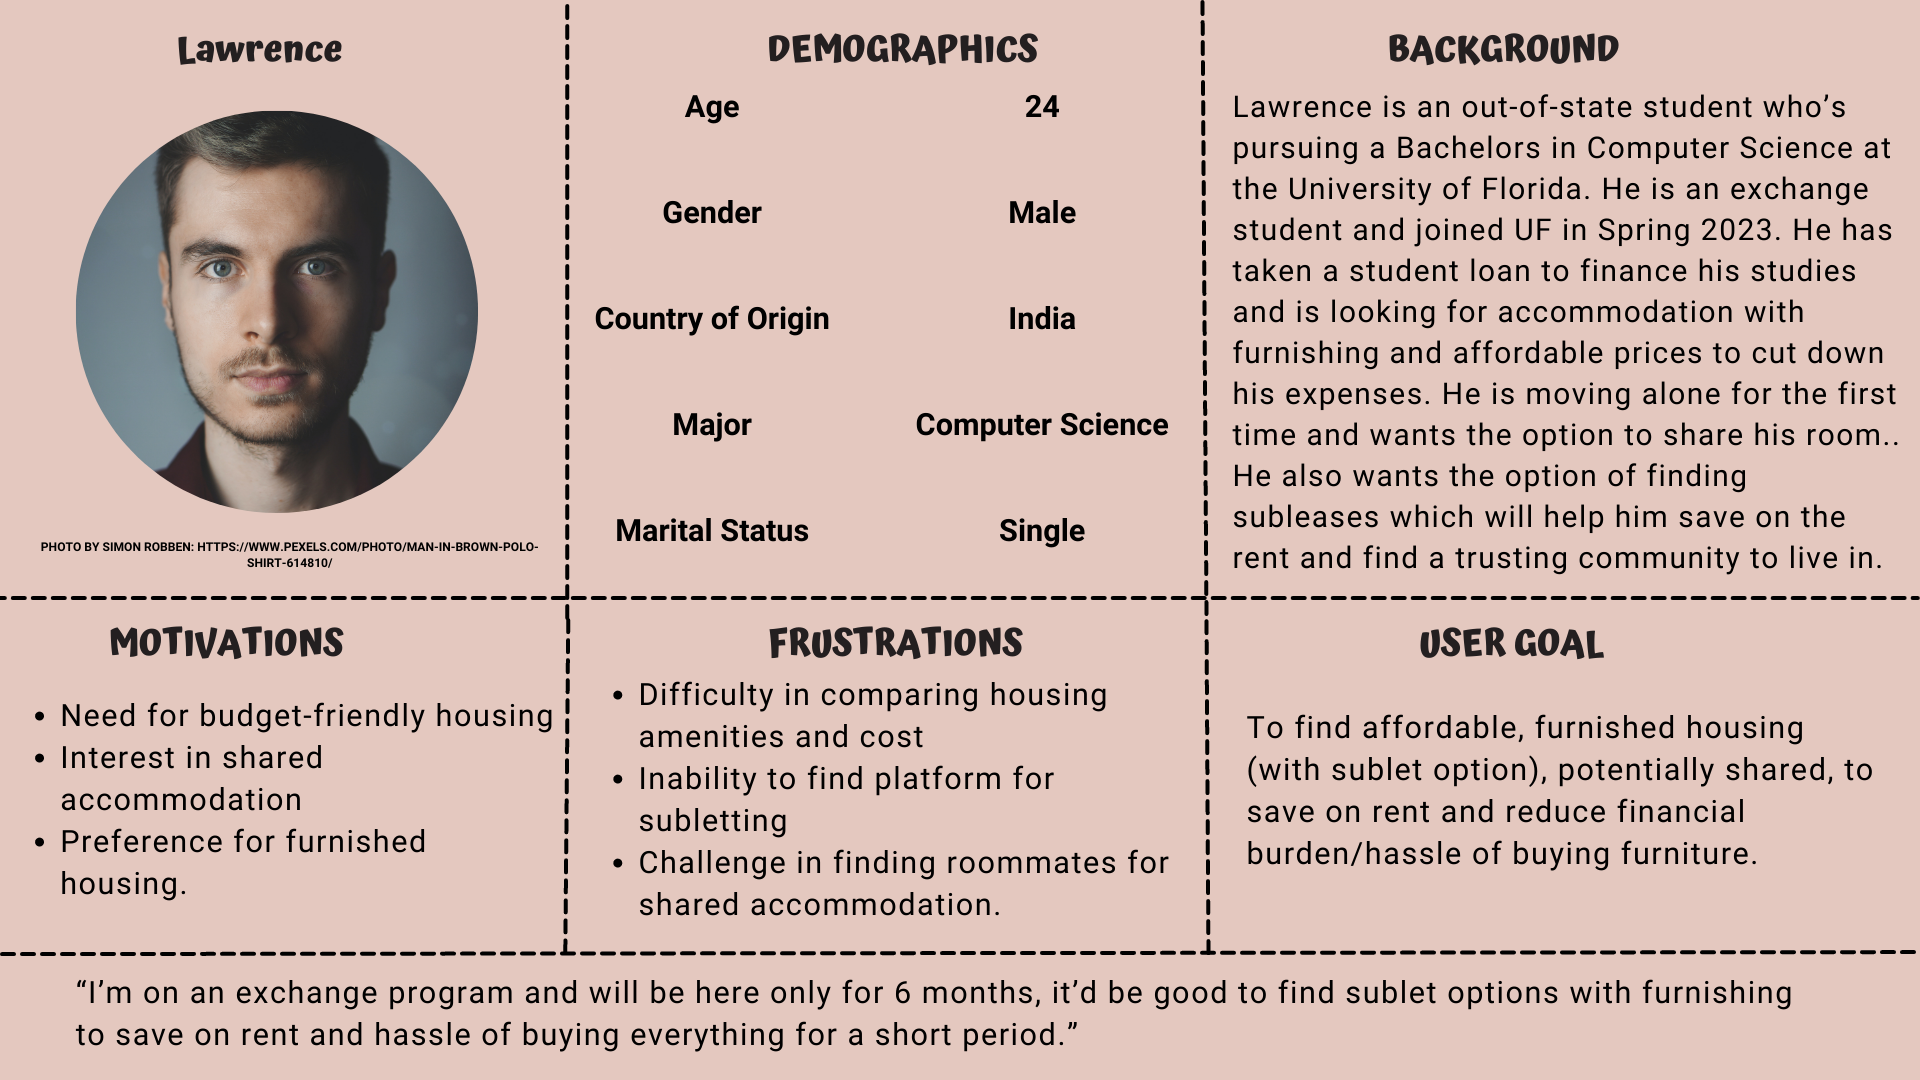 Lawrence
PHOTO BY SIMON ROBBEN: HTTPS://WWW.PEXELS.COM/PHOTO/MAN-IN-BROWN-POLO-
SHIRT-614810/
DEMOGRAPHICS
Age 24
Gender Male
Country of Origin India
Major Computer Science
Marital Status Single
BACKGROUND
Lawrence is an out-of-state student who’s
pursuing a Bachelors in Computer Science at
the University of Florida. He is an exchange
student and joined UF in Spring 2023. He has
taken a student loan to finance his studies
and is looking for accommodation with
furnishing and affordable prices to cut down
his expenses. He is moving alone for the first
time and wants the option to share his room..
He also wants the option of finding
subleases which will help him save on the
rent and find a trusting community to live in.
MOTIVATIONS
• Need for budget-friendly housing
• Interest in shared
accommodation
• Preference for furnished
housing.
FRUSTRATIONS
• Difficulty in comparing housing
amenities and cost
• Inability to find platform for
subletting
• Challenge in finding roommates for
shared accommodation.
USER GOAL
To find affordable, furnished housing
(with sublet option), potentially shared, to
save on rent and reduce financial
burden/hassle of buying furniture.
“I’m on an exchange program and will be here only for 6 months, it’d be good to find sublet options with furnishing
to save on rent and hassle of buying everything for a short period.”